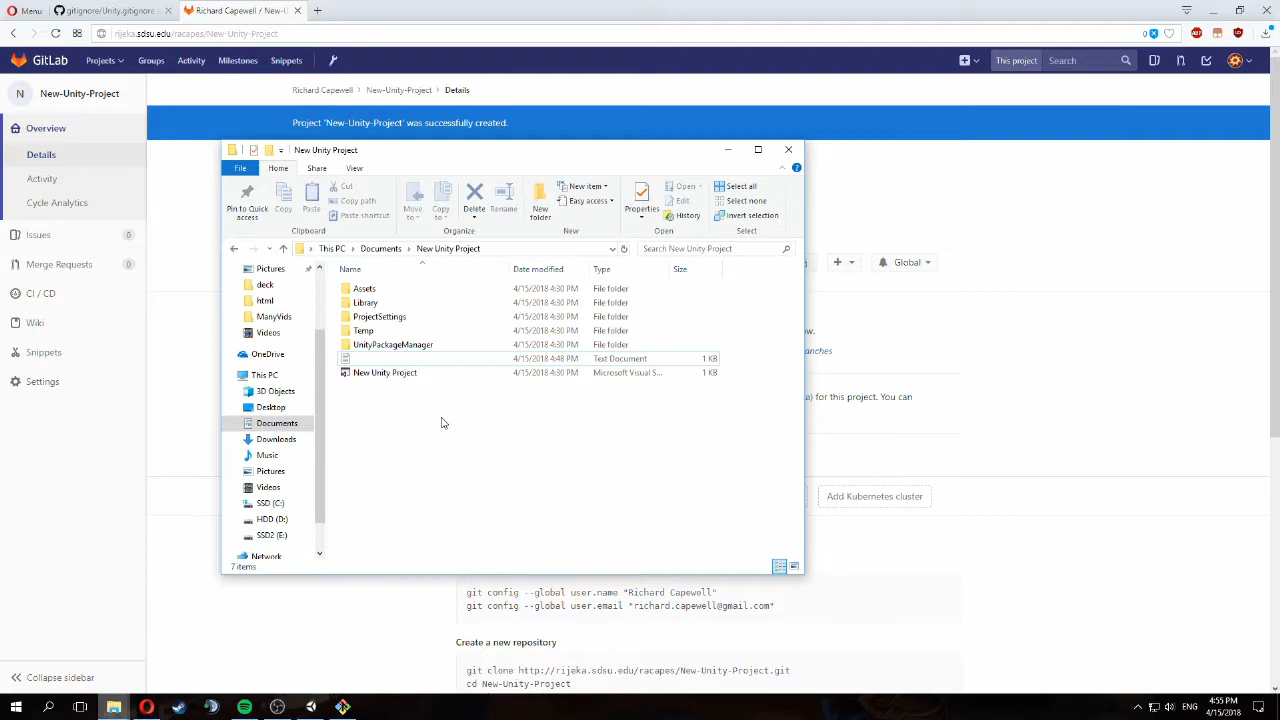 Menu
gitignore/Unity.gitignore
Richard Capewell / New-U
rijeka.sdsu.edu/racapes/New-Unity-Project
0
ABP
GitLab
Projects
Groups
Activity
Milestones
Snippets
This project
Search
N
New-Unity-Project
Richard Capewell
New-Unity-Project
Details
Project 'New-Unity-Project' was successfully created.
Overview
Details
Activity
Cycle Analytics
Issues
0
Merge Requests
0
CI / CD
Wiki
Snippets
Settings
Collapse sidebar
New Unity Project
File
Home
Share
View
Pin to Quick access
Copy
Paste
Cut
Copy path
Paste shortcut
Clipboard
Move to
Copy to
Delete
Rename
Organize
New folder
New item
Easy access
New
Properties
Open
Edit
History
Open
Select all
Select none
Invert selection
Select
This PC
Documents
New Unity Project
Search New Unity Project
Pictures
deck
html
ManyVids
Videos
OneDrive
This PC
3D Objects
Desktop
Documents
Downloads
Music
Pictures
Videos
SSD (C:)
HDD (D:)
SSD2 (E:)
Network
Name Date modified Type Size
Assets 4/15/2018 4:30 PM File folder
Library 4/15/2018 4:30 PM File folder
ProjectSettings 4/15/2018 4:30 PM File folder
Temp 4/15/2018 4:30 PM File folder
UnityPackageManager 4/15/2018 4:30 PM File folder
4/15/2018 4:48 PM Text Document 1 KB
New Unity Project 4/15/2018 4:30 PM Microsoft Visual S... 1 KB
7 items
Global
w.
anches
) for this project. You can
Add Kubernetes cluster
git config --global user.name "Richard Capewell"
git config --global user.email "richard.capewell@gmail.com"
Create a new repository
git clone http://rijeka.sdsu.edu/racapes/New-Unity-Project.git
cd New-Unity-Project
ENG
4:55 PM
4/15/2018